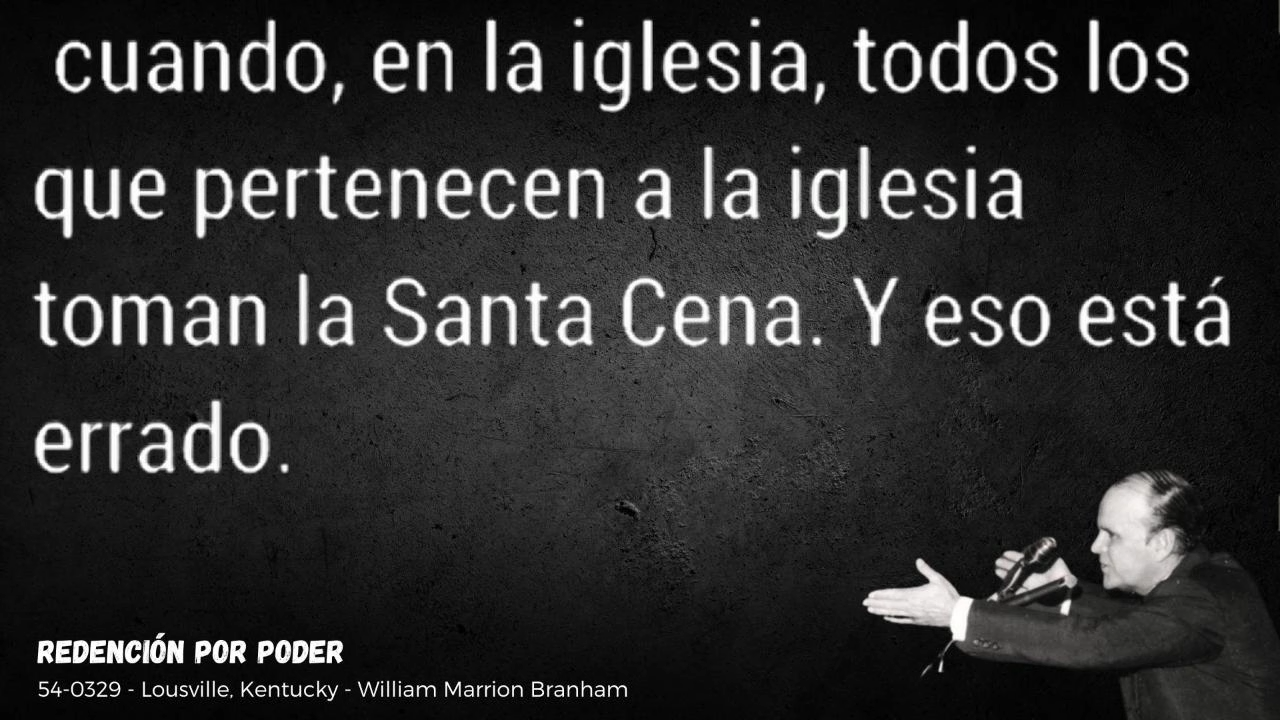 cuando, en la iglesia, todos los
que pertenecen a la iglesia
toman la Santa Cena. Y eso está
errado.
REDENCIÓN POR PODER
54-0329 - Lousville, Kentucky - William Marrion Branham